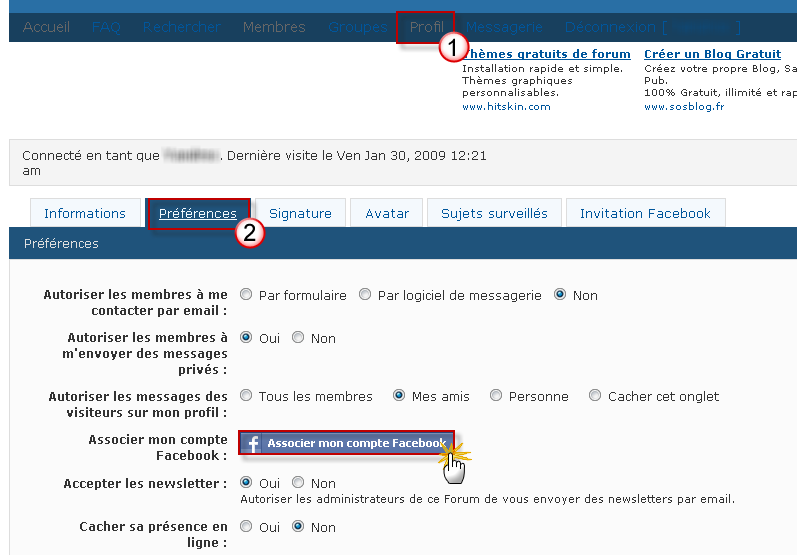 Accueil FAQ Rechercher Membres Groupes Profil Messagerie Déconnexion [ ]
1
Thèmes gratuits de forum
Installation rapide et simple.
Thèmes graphiques
personnalisables.
www.hitskin.com
Créer un Blog Gratuit
Créez votre propre Blog, Sa
Pub.
100% Gratuit, illimité et rap
www.sosblog.fr
Connecté en tant que . Dernière visite le Ven Jan 30, 2009 12:21
am
Informations Préférences Signature Avatar Sujets surveillés Invitation Facebook
2
Préférences
Autoriser les membres à me
contacter par email :
Par formulaire Par logiciel de messagerie Non
Autoriser les membres à
m'envoyer des messages
privés :
Oui Non
Autoriser les messages des
visiteurs sur mon profil :
Tous les membres Mes amis Personne Cacher cet onglet
Associer mon compte
Facebook :
f Associer mon compte Facebook
Accepter les newsletter :
Oui Non
Autoriser les administrateurs de ce Forum de vous envoyer des newsletters par email.
Cacher sa présence en
ligne :
Oui Non